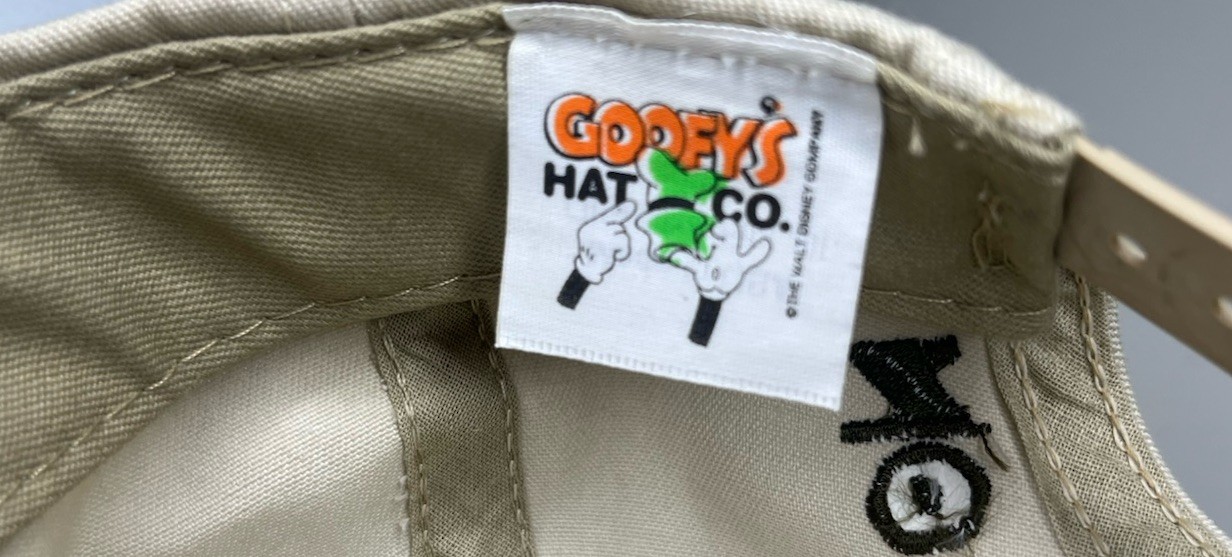 GOOFY'S
HAT CO.
©THE WALT DISNEY COMPANY